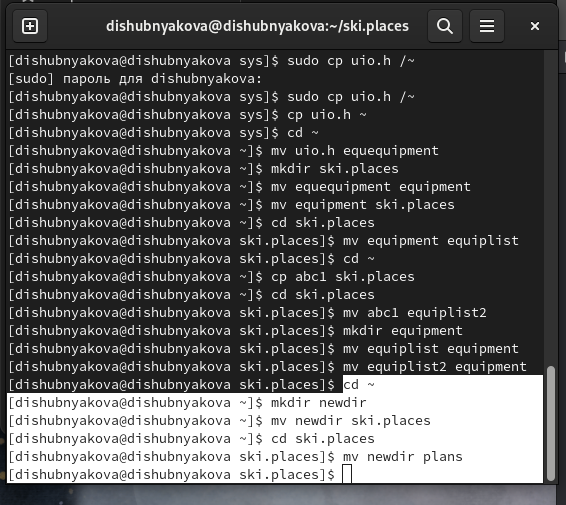 dishubnyakova@dishubnyakova:~/ski.places
[dishubnyakova@dishubnyakova sys]$ sudo cp uio.h /~
[sudo] пароль для dishubnyakova:
[dishubnyakova@dishubnyakova sys]$ sudo cp uio.h /~
[dishubnyakova@dishubnyakova sys]$ cp uio.h ~
[dishubnyakova@dishubnyakova sys]$ cd ~
[dishubnyakova@dishubnyakova ~]$ mv uio.h equequipment
[dishubnyakova@dishubnyakova ~]$ mkdir ski.places
[dishubnyakova@dishubnyakova ~]$ mv equequipment equipment
[dishubnyakova@dishubnyakova ~]$ mv equipment ski.places
[dishubnyakova@dishubnyakova ~]$ cd ski.places
[dishubnyakova@dishubnyakova ski.places]$ mv equipment equiplist
[dishubnyakova@dishubnyakova ski.places]$ cd ~
[dishubnyakova@dishubnyakova ~]$ cp abc1 ski.places
[dishubnyakova@dishubnyakova ~]$ cd ski.places
[dishubnyakova@dishubnyakova ski.places]$ mv abc1 equiplist2
[dishubnyakova@dishubnyakova ski.places]$ mkdir equipment
[dishubnyakova@dishubnyakova ski.places]$ mv equiplist equipment
[dishubnyakova@dishubnyakova ski.places]$ mv equiplist2 equipment
[dishubnyakova@dishubnyakova ski.places]$ cd ~
[dishubnyakova@dishubnyakova ~]$ mkdir newdir
[dishubnyakova@dishubnyakova ~]$ mv newdir ski.places
[dishubnyakova@dishubnyakova ~]$ cd ski.places
[dishubnyakova@dishubnyakova ski.places]$ mv newdir plans
[dishubnyakova@dishubnyakova ski.places]$